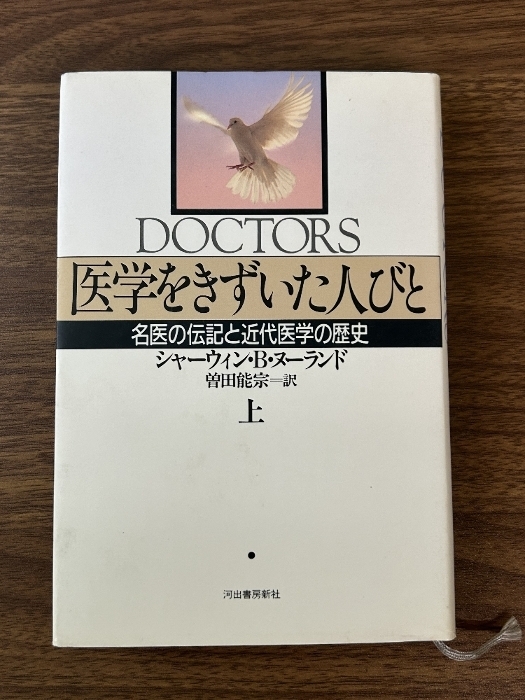 DOCTORS
医学をきずいた人びと
名医の伝記と近代医学の歴史
シャーウィン・B・ヌーランド
曽田能宗=訳
上
河出書房新社